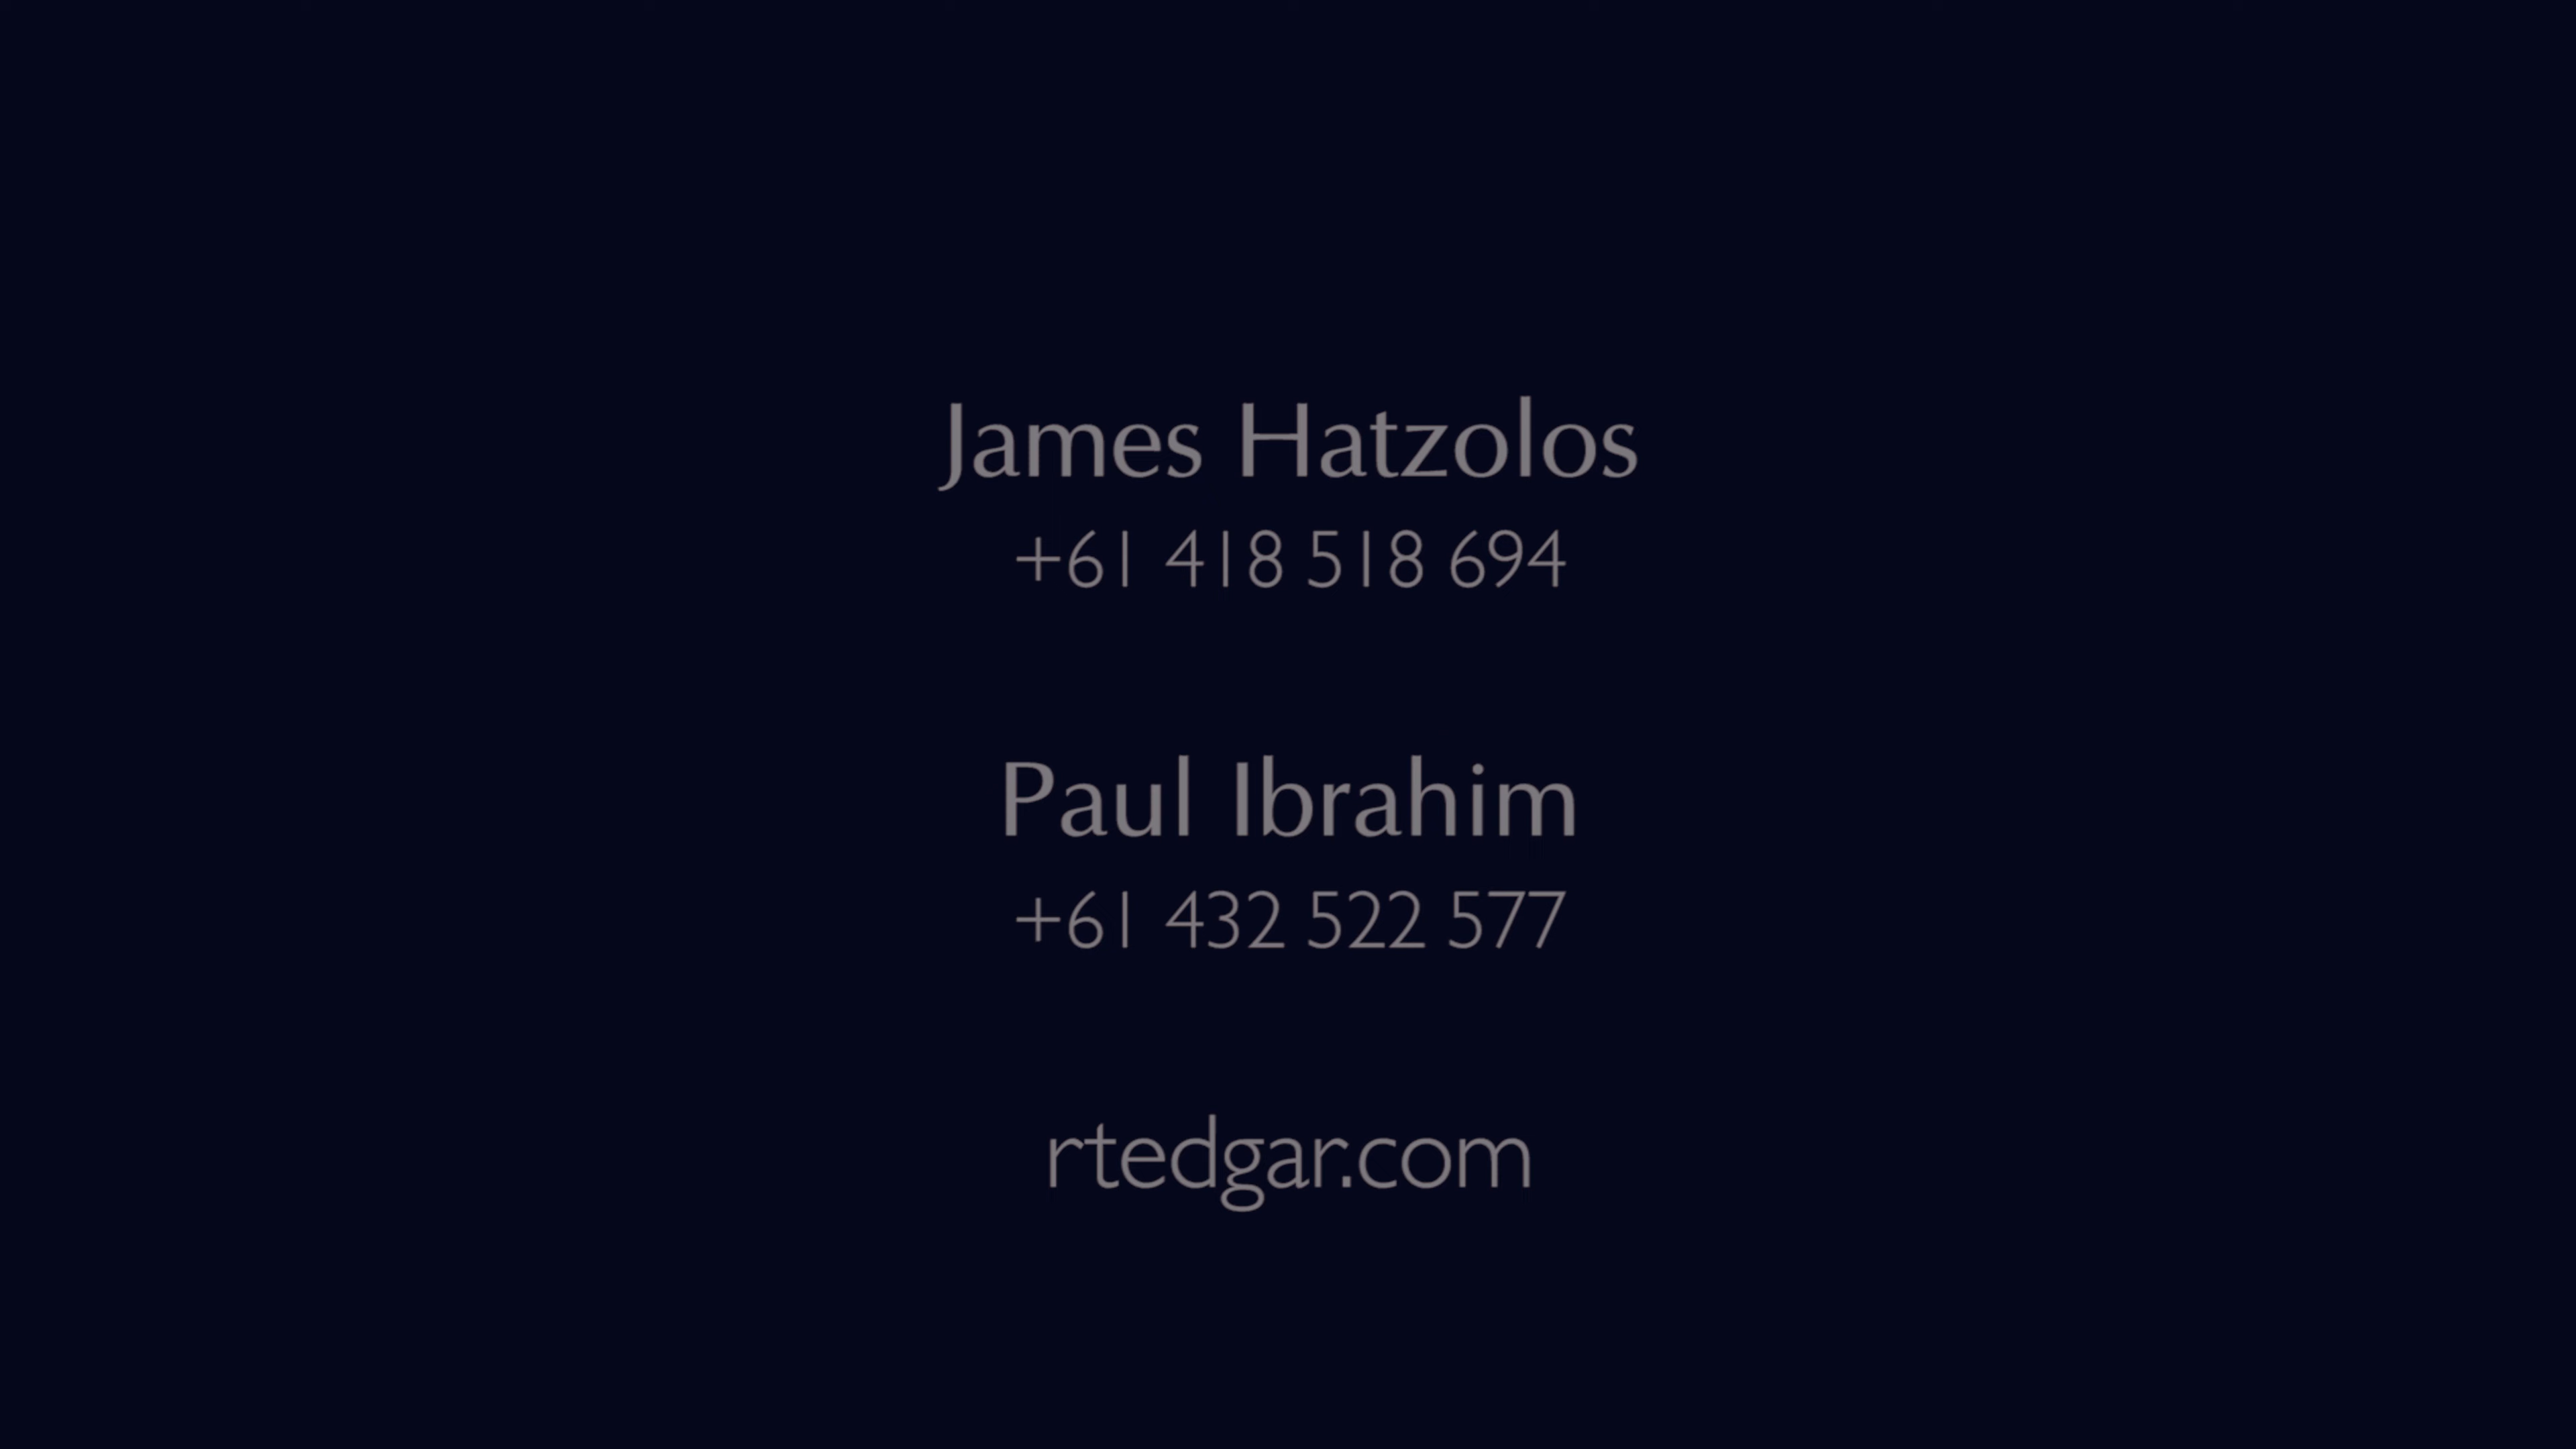 James Hatzolos
+61 418 518 694
Paul Ibrahim
+61 432 522 577
rtedgar.com